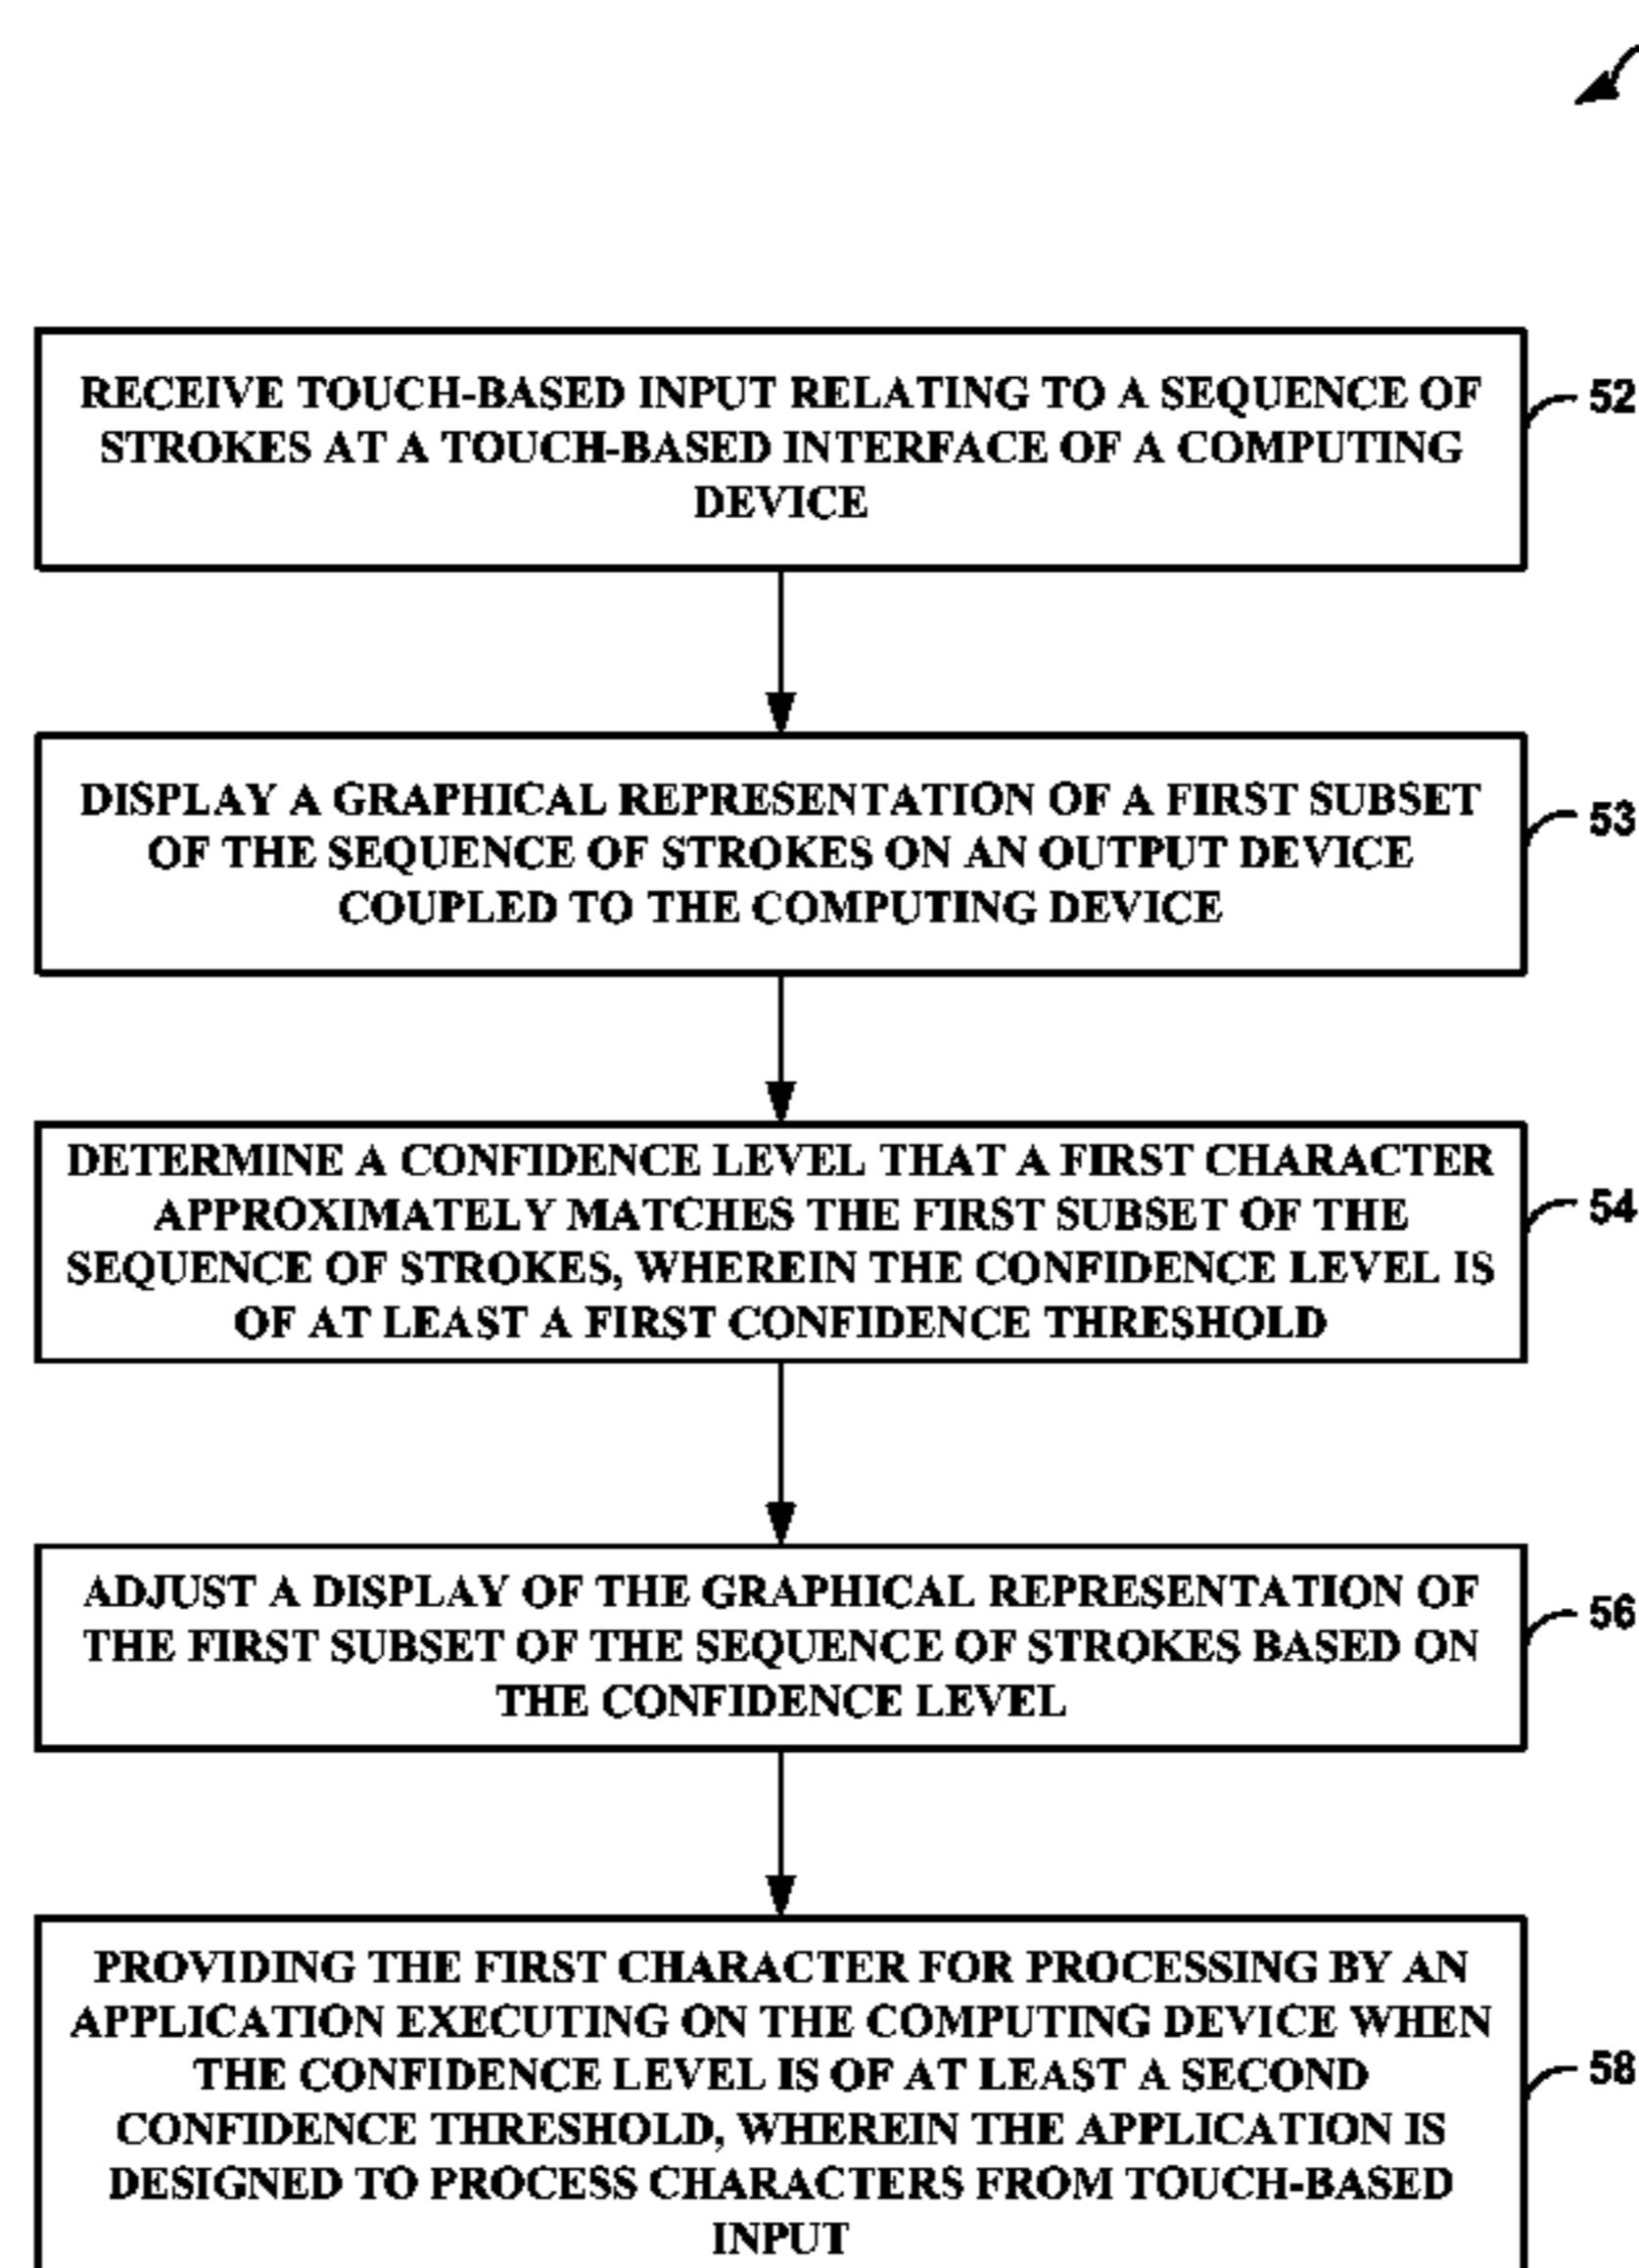 RECEIVE TOUCH-BASED INPUT RELATING TO A SEQUENCE OF
STROKES AT A TOUCH-BASED INTERFACE OF A COMPUTING
DEVICE
52
DISPLAY A GRAPHICAL REPRESENTATION OF A FIRST SUBSET
OF THE SEQUENCE OF STROKES ON AN OUTPUT DEVICE
COUPLED TO THE COMPUTING DEVICE
53
DETERMINE A CONFIDENCE LEVEL THAT A FIRST CHARACTER
APPROXIMATELY MATCHES THE FIRST SUBSET OF THE
SEQUENCE OF STROKES, WHEREIN THE CONFIDENCE LEVEL IS
OF AT LEAST A FIRST CONFIDENCE THRESHOLD
54
ADJUST A DISPLAY OF THE GRAPHICAL REPRESENTATION OF
THE FIRST SUBSET OF THE SEQUENCE OF STROKES BASED ON
THE CONFIDENCE LEVEL
56
PROVIDING THE FIRST CHARACTER FOR PROCESSING BY AN
APPLICATION EXECUTING ON THE COMPUTING DEVICE WHEN
THE CONFIDENCE LEVEL IS OF AT LEAST A SECOND
CONFIDENCE THRESHOLD, WHEREIN THE APPLICATION IS
DESIGNED TO PROCESS CHARACTERS FROM TOUCH-BASED
INPUT
58